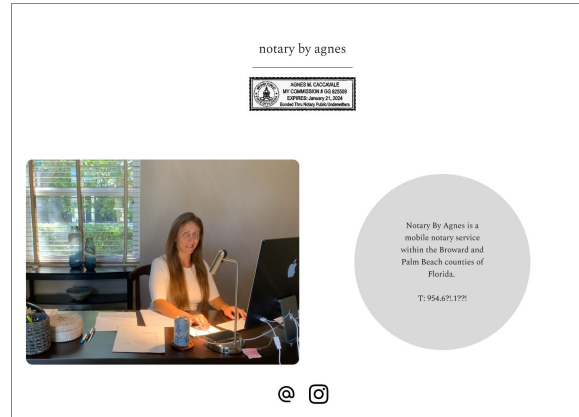 notary by agnes
AGNES M. CACCAVALE
MY COMMISSION # GG 925509
EXPIRES: January 21, 2024
Bonded Thru Notary Public Underwriters
Notary By Agnes is a
mobile notary service
within the Broward and
Palm Beach counties of
Florida.
T: 954.6?!.1??!
@